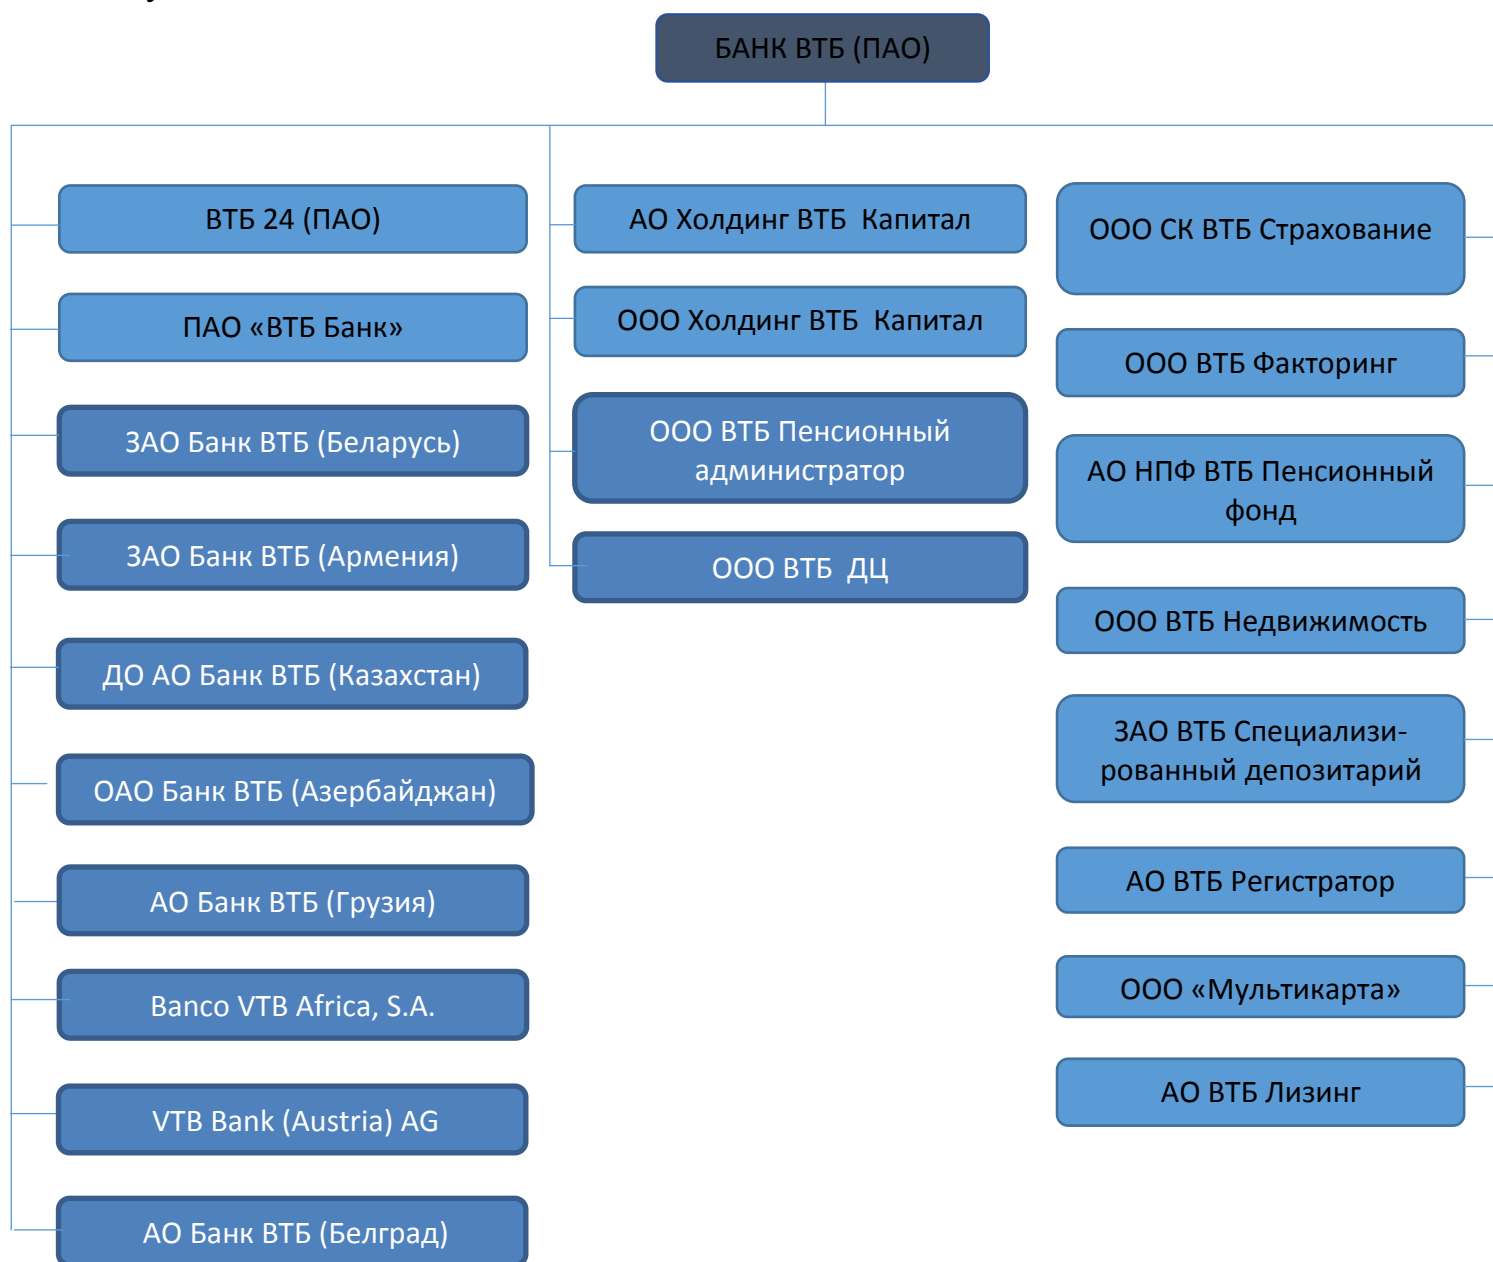 БАНК ВТБ (ПАО)
ВТБ 24 (ПАО)
ПАО «ВТБ Банк»
ЗАО Банк ВТБ (Беларусь)
ЗАО Банк ВТБ (Армения)
ДО АО Банк ВТБ (Казахстан)
ОАО Банк ВТБ (Азербайджан)
АО Банк ВТБ (Грузия)
Banco VTB Africa, S.A.
VTB Bank (Austria) AG
АО Банк ВТБ (Белград)
АО Холдинг ВТБ Капитал
ООО Холдинг ВТБ Капитал
ООО ВТБ Пенсионный
администратор
ООО ВТБ ДЦ
ООО СК ВТБ Страхование
ООО ВТБ Факторинг
АО НПФ ВТБ Пенсионный
фонд
ООО ВТБ Недвижимость
ЗАО ВТБ Специализи-
рованный депозитарий
АО ВТБ Регистратор
ООО «Мультикарта»
АО ВТБ Лизинг